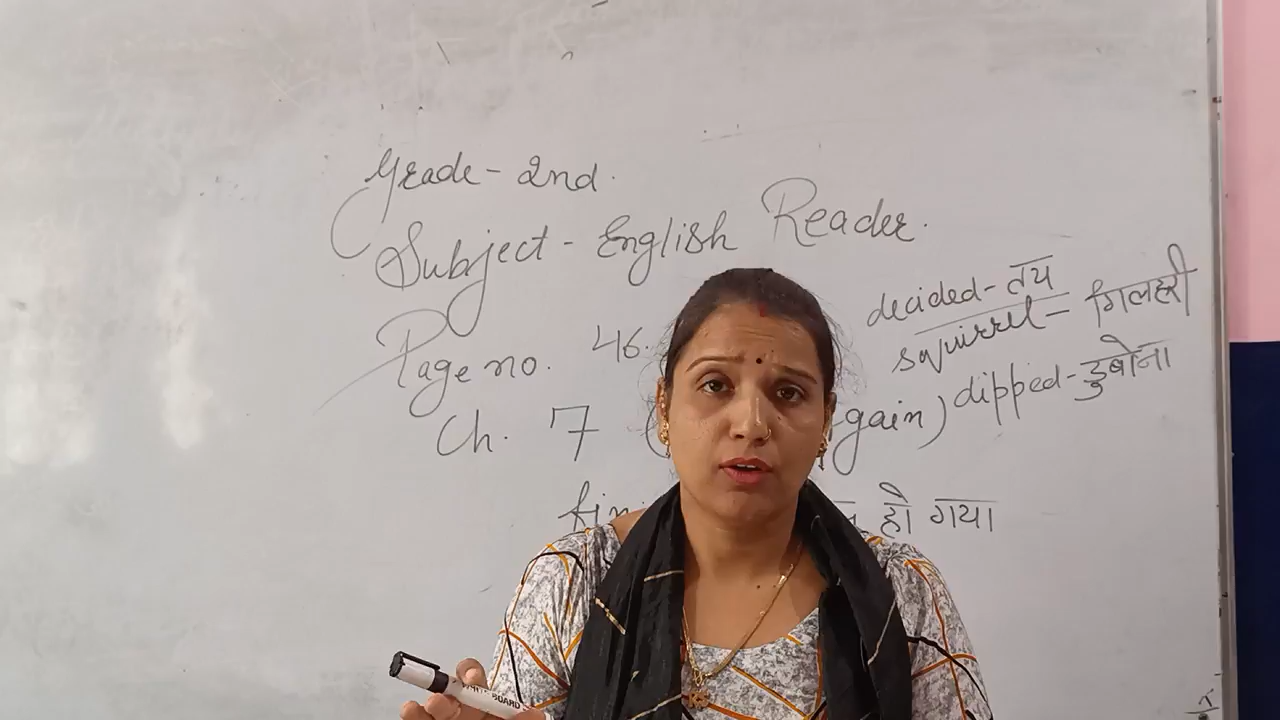 Grade - 2nd.
Subject - English Reader.
Page no. 46.
Ch. 7 ( gain)
decided - तय
squirrel - गिलहरी
dipped - डुबोना
हो गया